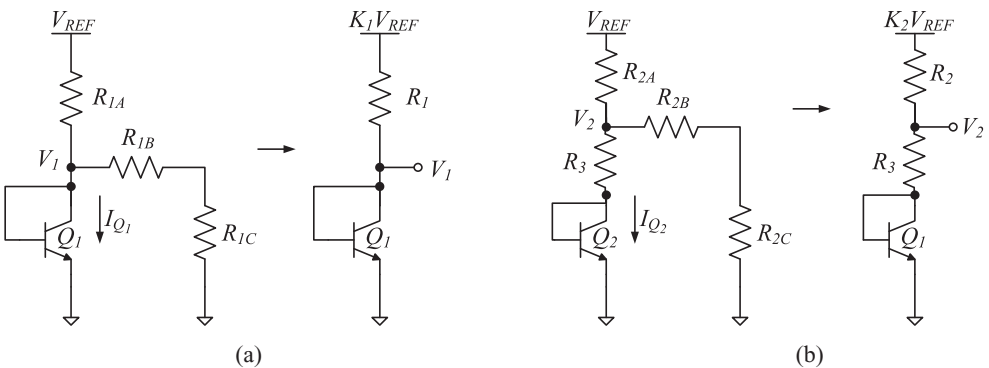 V_REF
R_1A
R_1B
V_1
I_Q1
Q_1
R_1C
K_1V_REF
R_1
V_1
Q_1
(a)
V_REF
R_2A
R_2B
V_2
R_3
I_Q2
Q_2
R_2C
K_2V_REF
R_2
V_2
R_3
Q_1
(b)